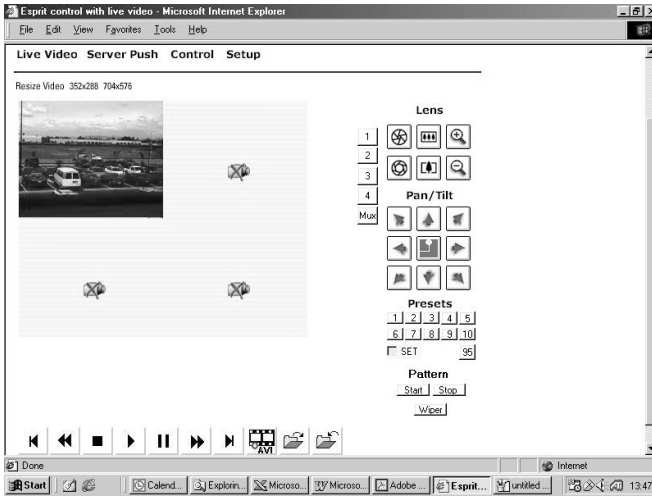 Esprit control with live video - Microsoft Internet Explorer
File Edit View Favorites Tools Help
Live Video Server Push Control Setup
Resize Video 352x288 704x576
Lens
1
2
3
4
Mux
Pan/Tilt
Presets
1 2 3 4 5
6 7 8 9 10
SET 95
Pattern
Start Stop
Wiper
AVI
Done Internet
Start Calend... Explorin... Microso... Microso... Adobe ... Esprit... untitled ... 13:47